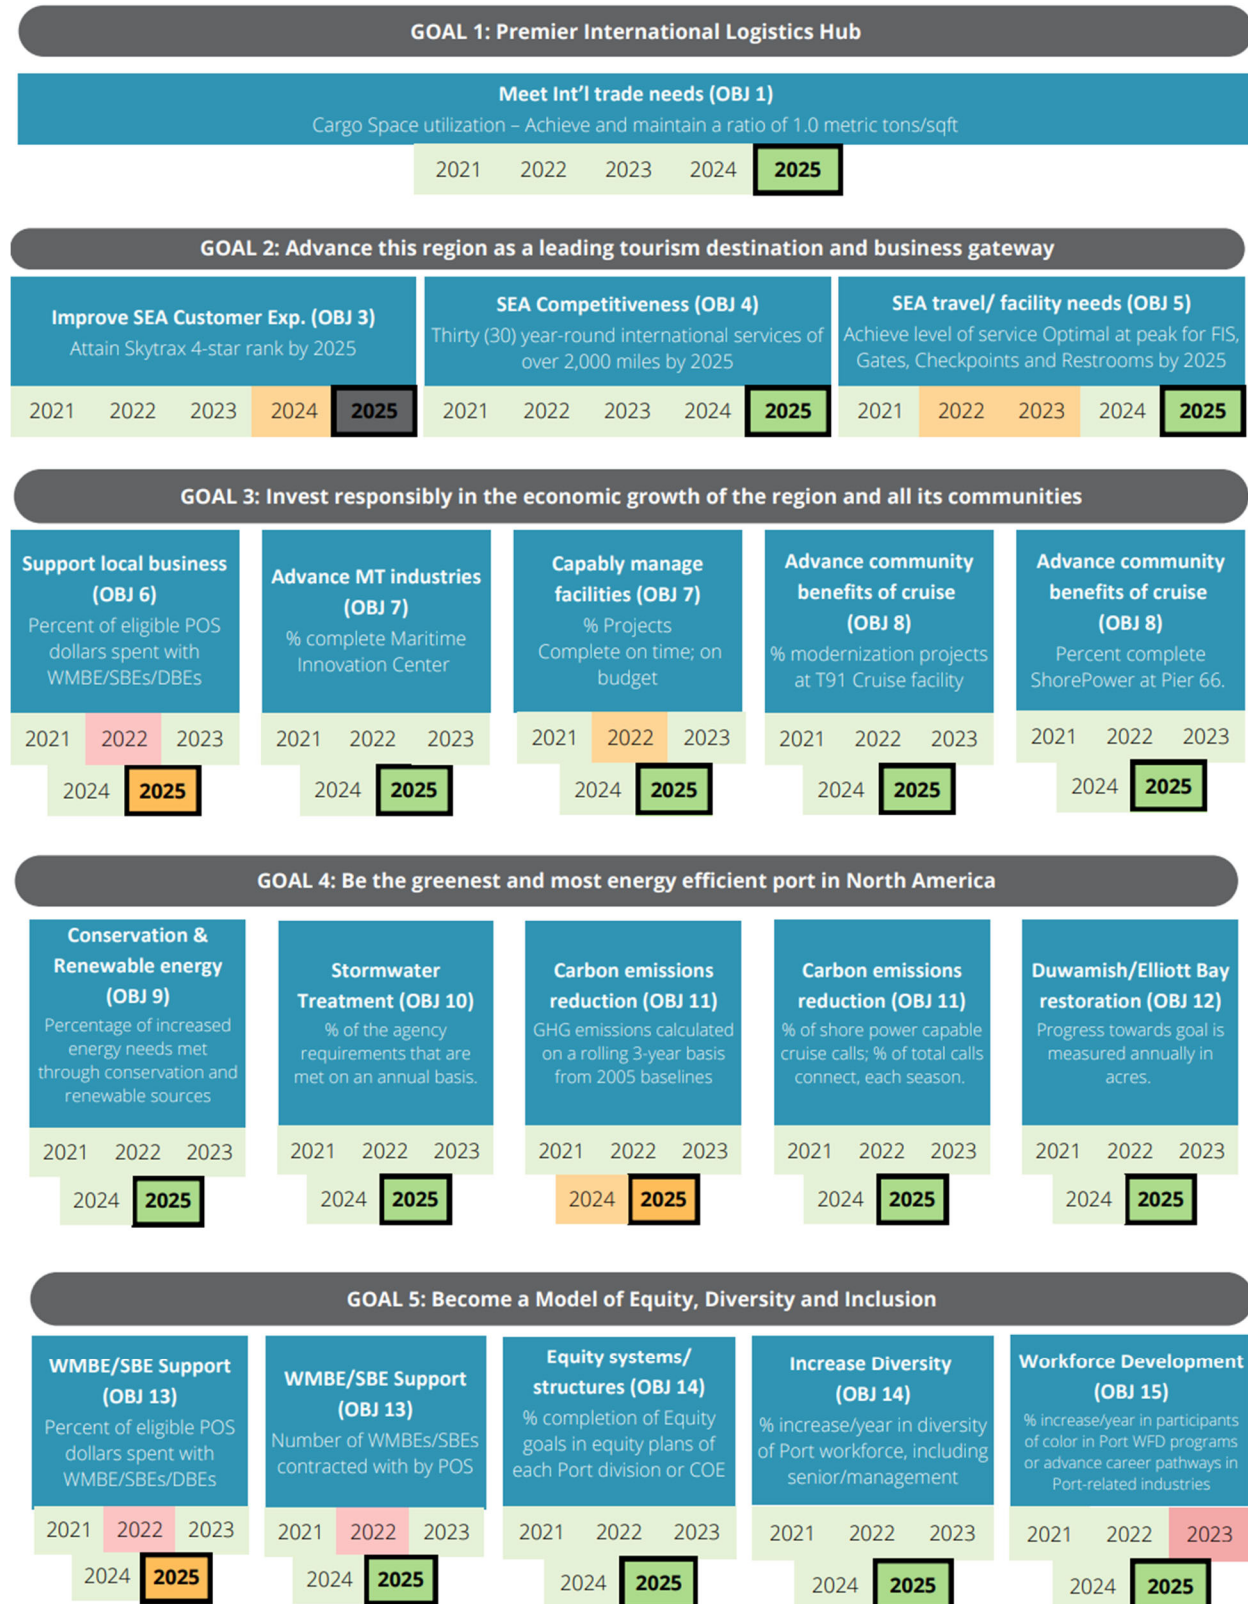 GOAL 1: Premier International Logistics Hub
Meet Int'l trade needs (OBJ 1)
Cargo Space utilization – Achieve and maintain a ratio of 1.0 metric tons/sqft
2021 2022 2023 2024 2025
GOAL 2: Advance this region as a leading tourism destination and business gateway
Improve SEA Customer Exp. (OBJ 3)
Attain Skytrax 4-star rank by 2025
2021 2022 2023 2024 2025
SEA Competitiveness (OBJ 4)
Thirty (30) year-round international services of
over 2,000 miles by 2025
2021 2022 2023 2024 2025
SEA travel/ facility needs (OBJ 5)
Achieve level of service Optimal at peak for FIS,
Gates, Checkpoints and Restrooms by 2025
2021 2022 2023 2024 2025
GOAL 3: Invest responsibly in the economic growth of the region and all its communities
Support local business
(OBJ 6)
Percent of eligible POS
dollars spent with
WMBE/SBEs/DBEs
2021 2022 2023
2024 2025
Advance MT industries
(OBJ 7)
% complete Maritime
Innovation Center
2021 2022 2023
2024 2025
Capably manage
facilities (OBJ 7)
% Projects
Complete on time; on
budget
2021 2022 2023
2024 2025
Advance community
benefits of cruise
(OBJ 8)
% modernization projects
at T91 Cruise facility
2021 2022 2023
2024 2025
Advance community
benefits of cruise
(OBJ 8)
Percent complete
ShorePower at Pier 66.
2021 2022 2023
2024 2025
GOAL 4: Be the greenest and most energy efficient port in North America
Conservation &
Renewable energy
(OBJ 9)
Percentage of increased
energy needs met
through conservation and
renewable sources
2021 2022 2023
2024 2025
Stormwater
Treatment (OBJ 10)
% of the agency
requirements that are
met on an annual basis.
2021 2022 2023
2024 2025
Carbon emissions
reduction (OBJ 11)
GHG emissions calculated
on a rolling 3-year basis
from 2005 baselines
2021 2022 2023
2024 2025
Carbon emissions
reduction (OBJ 11)
% of shore power capable
cruise calls; % of total calls
connect, each season.
2021 2022 2023
2024 2025
Duwamish/Elliott Bay
restoration (OBJ 12)
Progress towards goal is
measured annually in
acres.
2021 2022 2023
2024 2025
GOAL 5: Become a Model of Equity, Diversity and Inclusion
WMBE/SBE Support
(OBJ 13)
Percent of eligible POS
dollars spent with
WMBE/SBEs/DBEs
2021 2022 2023
2024 2025
WMBE/SBE Support
(OBJ 13)
Number of WMBEs/SBEs
contracted with by POS
2021 2022 2023
2024 2025
Equity systems/
structures (OBJ 14)
% completion of Equity
goals in equity plans of
each Port division or COE
2021 2022 2023
2024 2025
Increase Diversity
(OBJ 14)
% increase/year in diversity
of Port workforce, including
senior/management
2021 2022 2023
2024 2025
Workforce Development
(OBJ 15)
% increase/year in participants
of color in Port WFD programs
or advance career pathways in
Port-related industries
2021 2022 2023
2024 2025